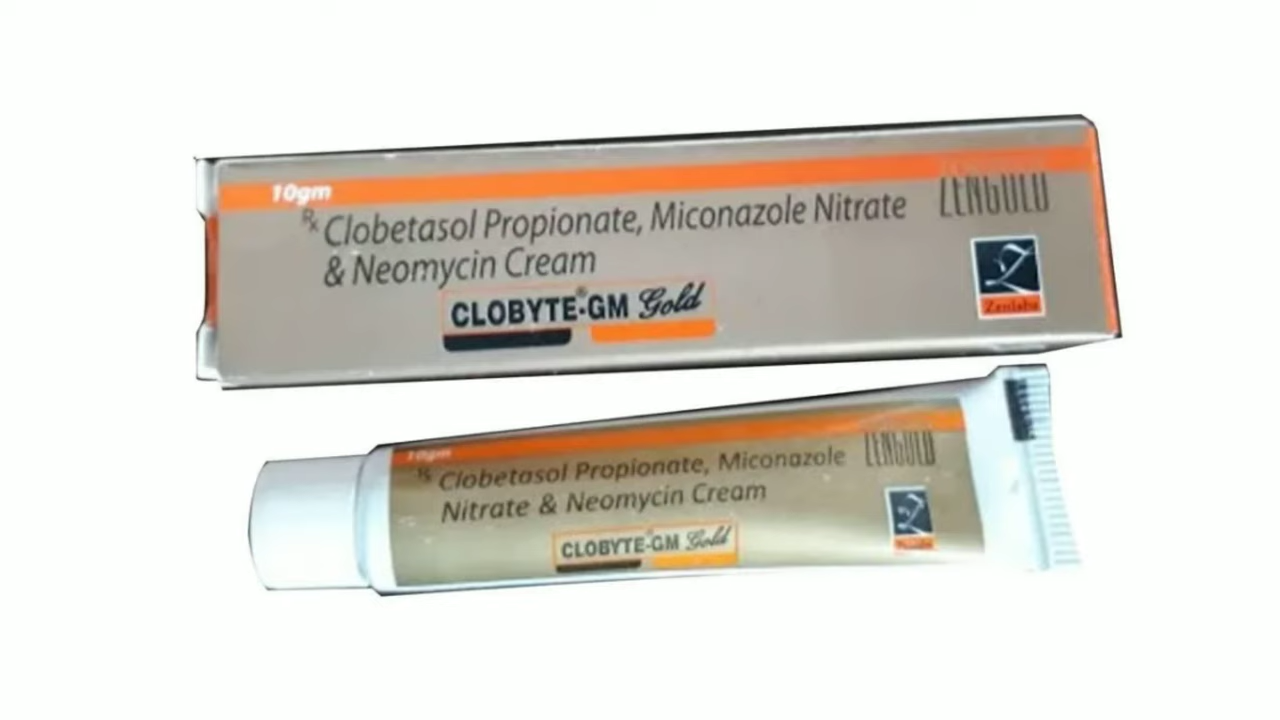 10gm
ZENGOLD
Rx Clobetasol Propionate, Miconazole Nitrate
& Neomycin Cream
CLOBYTE®-GM Gold
Zenlabs
10gm
ZENGOLD
Rx Clobetasol Propionate, Miconazole
Nitrate & Neomycin Cream
CLOBYTE®-GM Gold